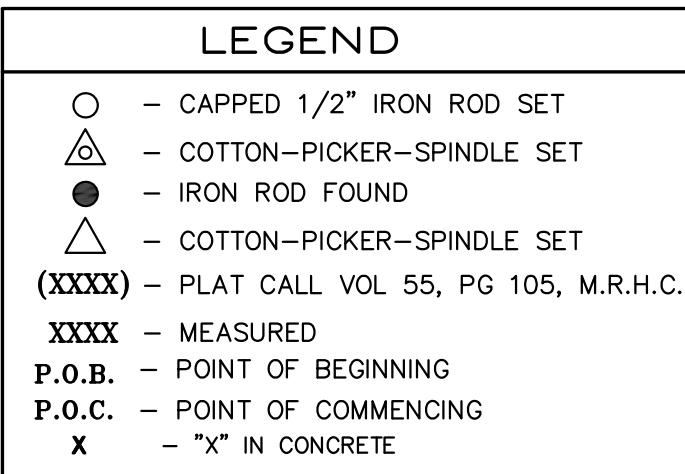 LEGEND
– CAPPED 1/2" IRON ROD SET
– COTTON–PICKER–SPINDLE SET
– IRON ROD FOUND
– COTTON–PICKER–SPINDLE SET
(XXXX) – PLAT CALL VOL 55, PG 105, M.R.H.C.
XXXX – MEASURED
P.O.B. – POINT OF BEGINNING
P.O.C. – POINT OF COMMENCING
X – "X" IN CONCRETE